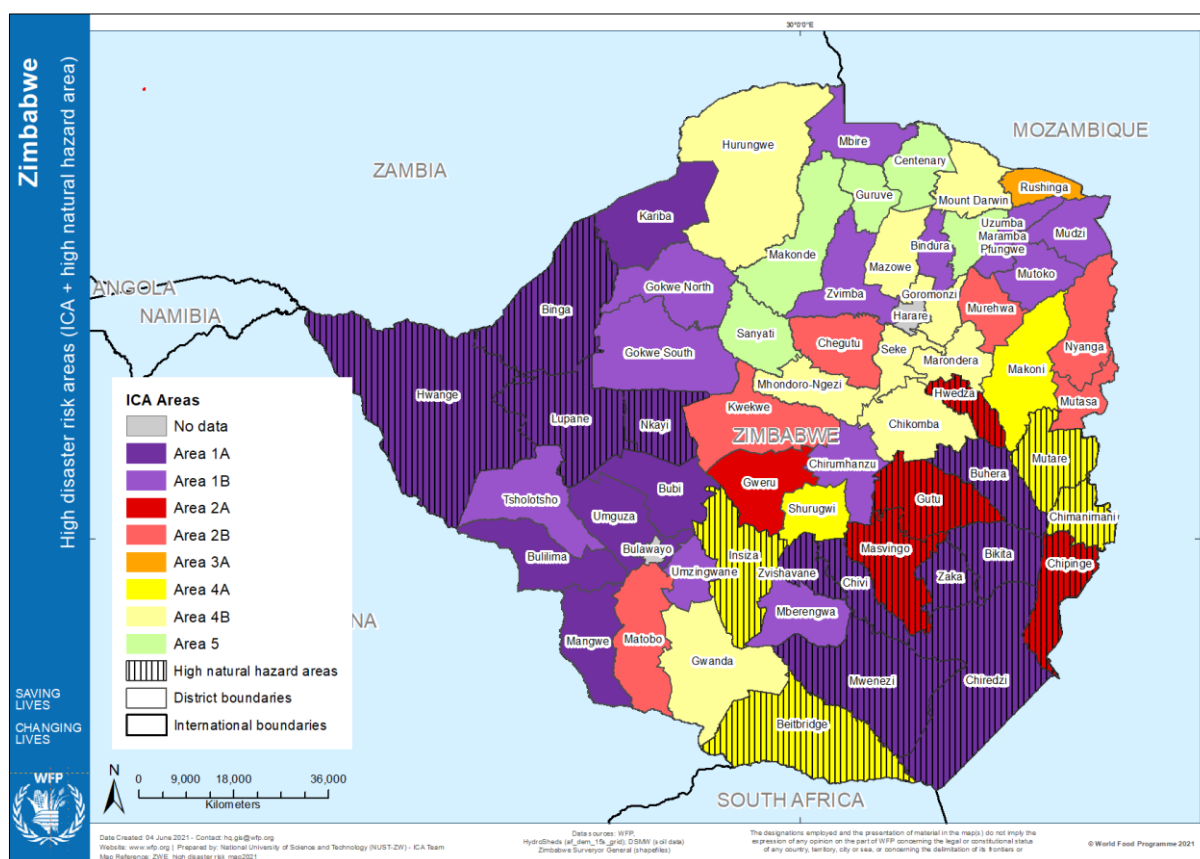 Zimbabwe
High disaster risk areas (ICA + high natural hazard area)
SAVING
LIVES
CHANGING
LIVES
WFP
30°0'0"E
ZAMBIA
MOZAMBIQUE
ANGOLA
NAMIBIA
NA
ZIMBABWE
SOUTH AFRICA
Hurungwe
Mbire
Centenary
Guruve
Mount Darwin
Rushinga
Kariba
Uzumba
Maramba
Pfungwe
Mudzi
Makonde
Bindura
Mazowe
Mutoko
Gokwe North
Zvimba
Goromonzi
Binga
Harare
Murehwa
Sanyati
Chegutu
Seke
Nyanga
Gokwe South
Marondera
Makoni
Mhondoro-Ngezi
Hwedza
Hwange
Lupane
Nkayi
Kwekwe
Mutasa
Chikomba
Chirumhanzu
Mutare
Buhera
Tsholotsho
Bubi
Gweru
Gutu
Umguza
Shurugwi
Chimanimani
Bulilima
Bulawayo
Insiza
Masvingo
Bikita
Chipinge
Umzingwane
Zvishavane
Chivi
Zaka
Mberengwa
Mangwe
Matobo
Gwanda
Mwenezi
Chiredzi
Beitbridge
ICA Areas
No data
Area 1A
Area 1B
Area 2A
Area 2B
Area 3A
Area 4A
Area 4B
Area 5
High natural hazard areas
District boundaries
International boundaries
N
0 9,000 18,000 36,000
Kilometers
Date Created: 04 June 2021 - Contact: hq.gis@wfp.org
Website: www.wfp.org | Prepared by: National University of Science and Technology (NUST-ZW) - ICA Team
Map Reference: ZWE_high disaster risk_map2021
Data sources: WFP,
HydroSheds (af_dem_15s_grid); DSMW (soil data)
Zimbabwe Surveyor General (shapefiles)
The designations employed and the presentation of material in the map(s) do not imply the
expression of any opinion on the part of WFP concerning the legal or constitutional status
of any country, territory, city or sea, or concerning the delimitation of its frontiers or
© World Food Programme 2021